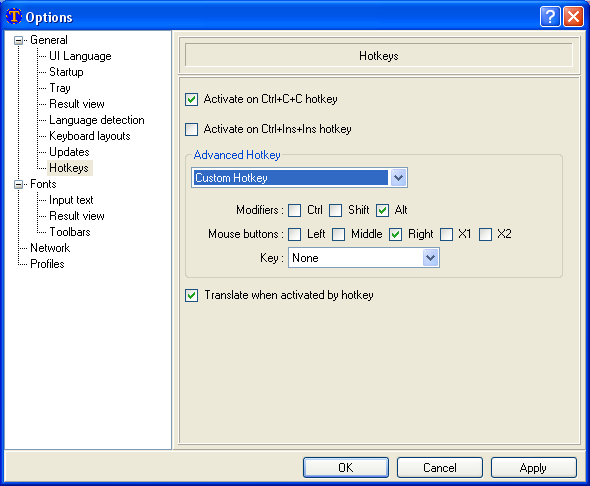 Options
General
UI Language
Startup
Tray
Result view
Language detection
Keyboard layouts
Updates
Hotkeys
Fonts
Input text
Result view
Toolbars
Network
Profiles
Hotkeys
Activate on Ctrl+C+C hotkey
Activate on Ctrl+Ins+Ins hotkey
Advanced Hotkey
Custom Hotkey
Modifiers : Ctrl Shift Alt
Mouse buttons : Left Middle Right X1 X2
Key : None
Translate when activated by hotkey
OK Cancel Apply